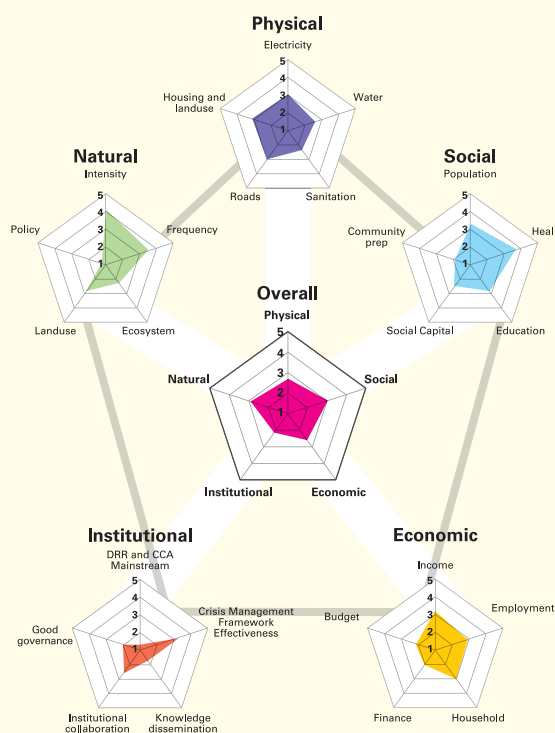 Physical
Electricity
5
4
3
2
1
Housing and
landuse
Water
Roads
Sanitation
Natural
Intensity
5
4
3
2
1
Policy
Frequency
Landuse
Ecosystem
Social
Population
5
4
3
2
1
Community
prep
Heal
Social Capital
Education
Overall
Physical
5
4
3
2
1
Natural
Social
Institutional
Economic
Institutional
DRR and CCA
Mainstream
5
4
3
2
1
Good
governance
Crisis Management
Framework
Effectiveness
Institutional
collaboration
Knowledge
dissemination
Economic
Income
5
4
3
2
1
Budget
Employment
Finance
Household